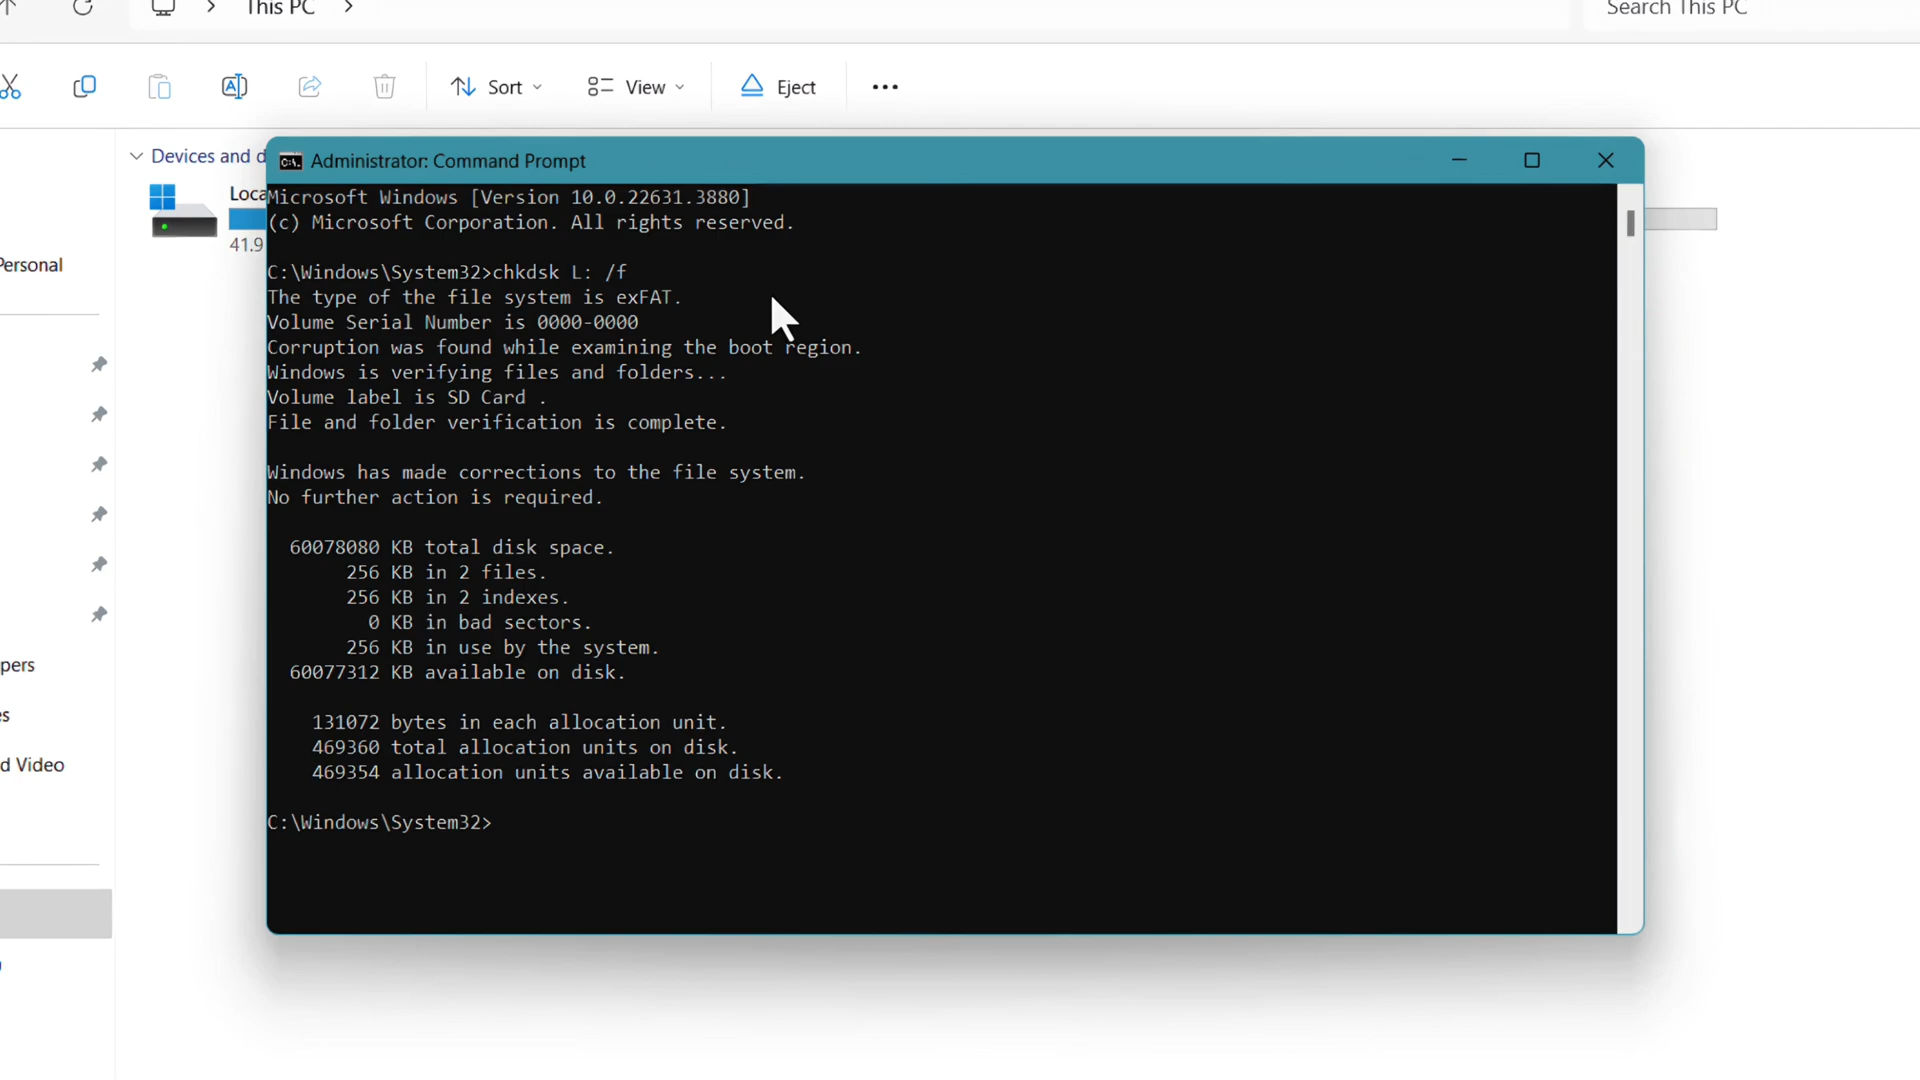 This PC
Search This PC
Sort
View
Eject
...
Devices and d
Loca
41.9
Personal
pers
es
d Video
Administrator: Command Prompt
Microsoft Windows [Version 10.0.22631.3880]
(c) Microsoft Corporation. All rights reserved.
C:\Windows\System32>chkdsk L: /f
The type of the file system is exFAT.
Volume Serial Number is 0000-0000
Corruption was found while examining the boot region.
Windows is verifying files and folders...
Volume label is SD Card .
File and folder verification is complete.
Windows has made corrections to the file system.
No further action is required.
60078080 KB total disk space.
256 KB in 2 files.
256 KB in 2 indexes.
0 KB in bad sectors.
256 KB in use by the system.
60077312 KB available on disk.
131072 bytes in each allocation unit.
469360 total allocation units on disk.
469354 allocation units available on disk.
C:\Windows\System32>